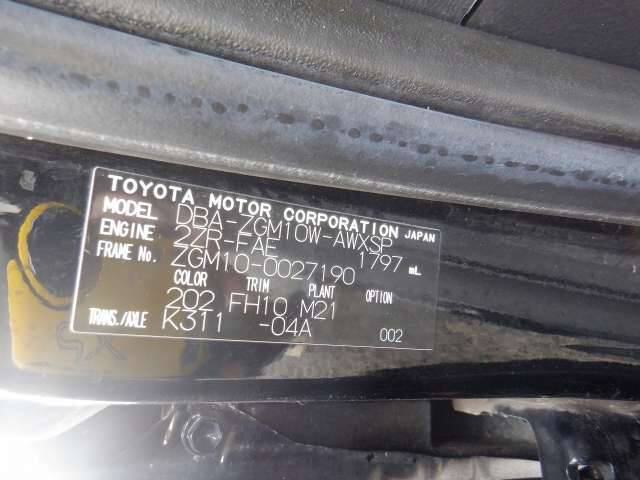 TOYOTA MOTOR CORPORATION JAPAN
MODEL DBA-ZGM10W-AWXSP
ENGINE 2ZR-FAE 1797 mL
FRAME No. ZGM10-0027190
COLOR TRIM PLANT OPTION
202 FH10 M21
TRANS./AXLE K311 -04A 002